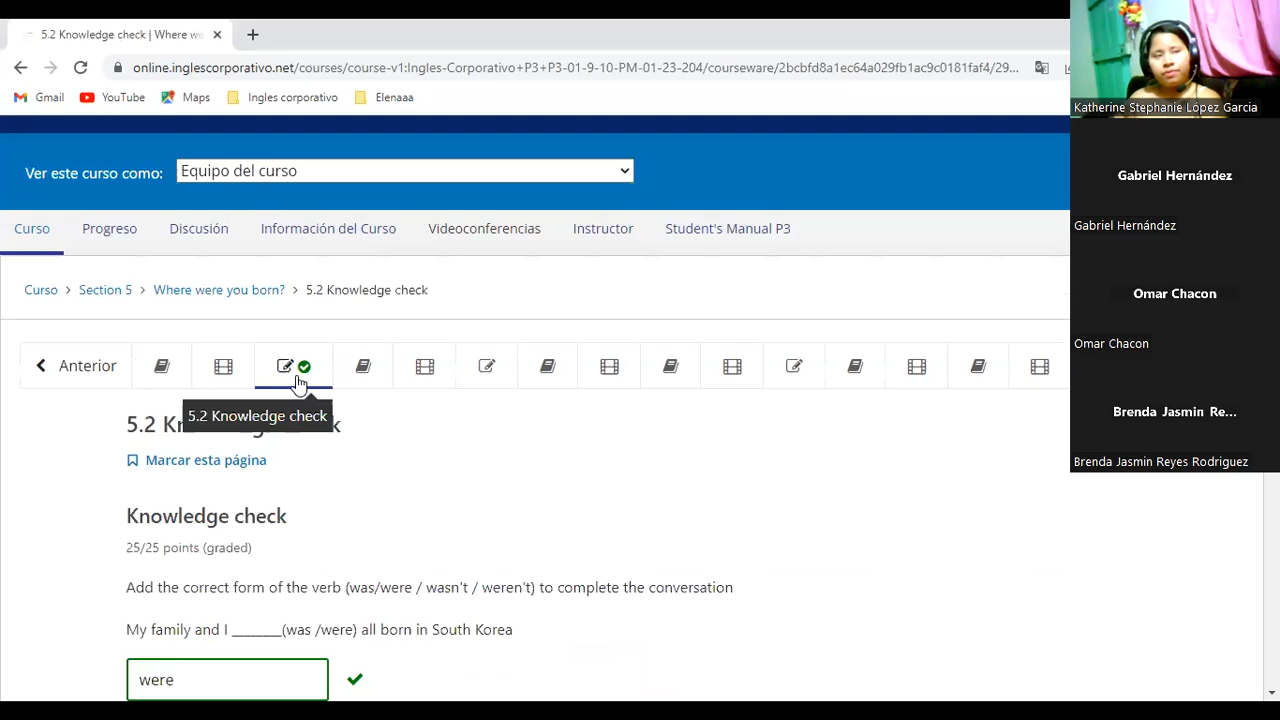 5.2 Knowledge check | Where we
online.inglescorporativo.net/courses/course-v1:Ingles-Corporativo+P3+P3-01-9-10-PM-01-23-204/courseware/2bcbfd8a1ec64a029fb1ac9c0181faf4/29...
Gmail YouTube Maps Ingles corporativo Elenaaa
Katherine Stephanie López Garcia
Ver este curso como: Equipo del curso
Gabriel Hernández
Gabriel Hernández
Curso Progreso Discusión Información del Curso Videoconferencias Instructor Student's Manual P3
Curso > Section 5 > Where were you born? > 5.2 Knowledge check
Omar Chacon
Omar Chacon
Anterior
5.2 Knowledge check
Brenda Jasmin Re...
Brenda Jasmin Reyes Rodriguez
Marcar esta página
Knowledge check
25/25 points (graded)
Add the correct form of the verb (was/were / wasn't / weren't) to complete the conversation
My family and I ________(was /were) all born in South Korea
were